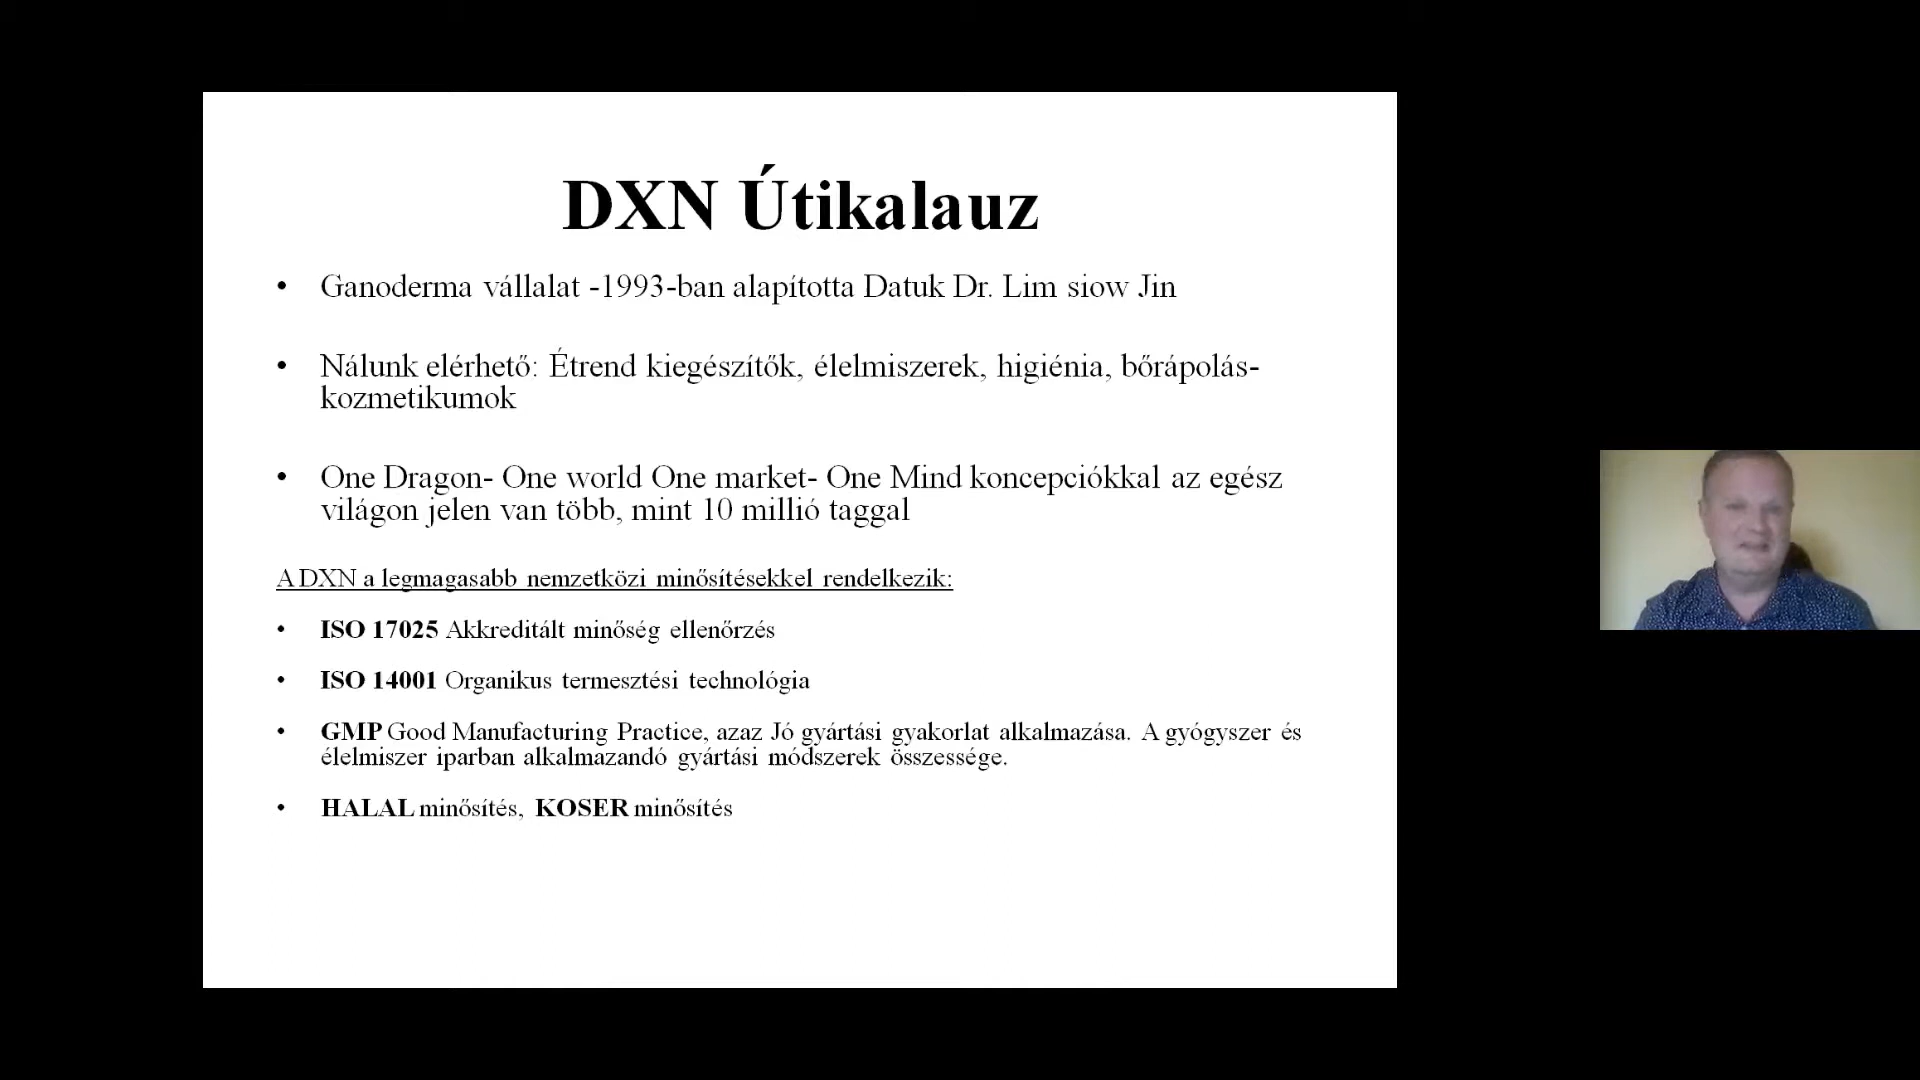 DXN Útikalauz
• Ganoderma vállalat -1993-ban alapította Datuk Dr. Lim siow Jin
• Nálunk elérhető: Étrend kiegészítők, élelmiszerek, higiénia, bőrápolás-
kozmetikumok
• One Dragon- One world One market- One Mind koncepciókkal az egész
világon jelen van több, mint 10 millió taggal
A DXN a legmagasabb nemzetközi minősítésekkel rendelkezik:
• ISO 17025 Akkreditált minőség ellenőrzés
• ISO 14001 Organikus termesztési technológia
• GMP Good Manufacturing Practice, azaz Jó gyártási gyakorlat alkalmazása. A gyógyszer és
élelmiszer iparban alkalmazandó gyártási módszerek összessége.
• HALAL minősítés, KOSER minősítés